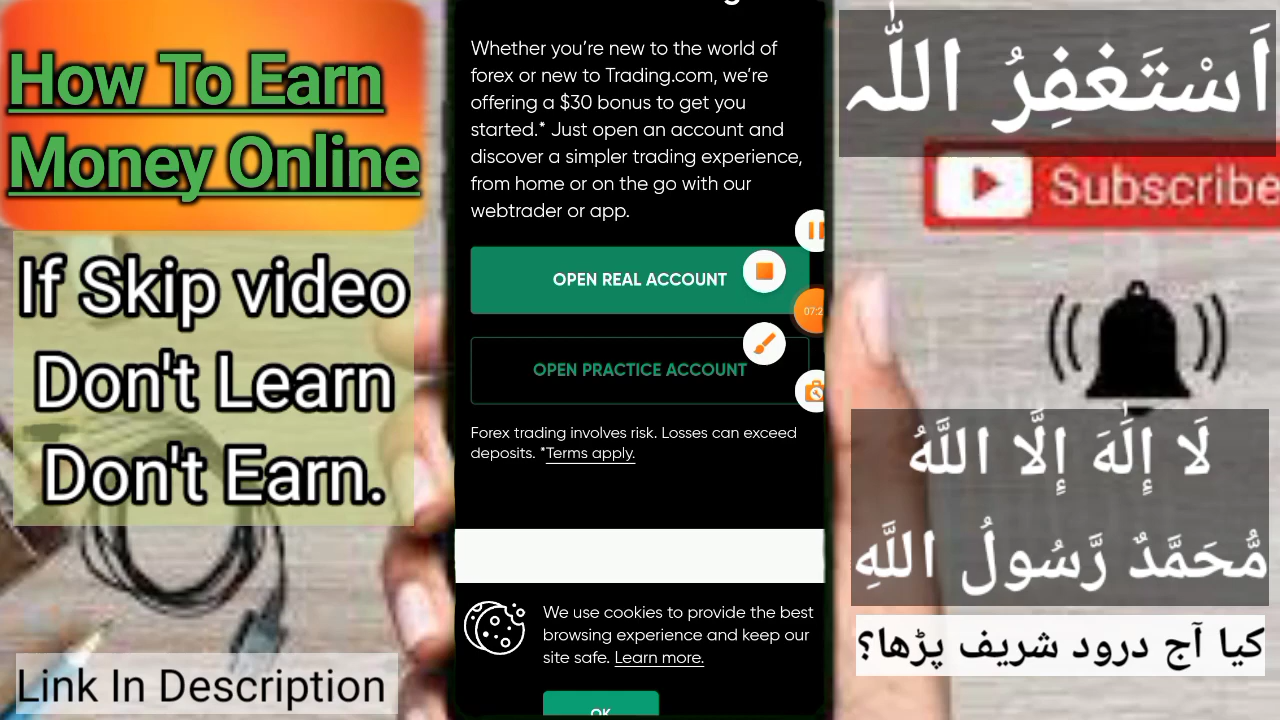 How To Earn
Money Online
If Skip video
Don't Learn
Don't Earn.
Link In Description
Whether you’re new to the world of
forex or new to Trading.com, we’re
offering a $30 bonus to get you
started.* Just open an account and
discover a simpler trading experience,
from home or on the go with our
webtrader or app.
OPEN REAL ACCOUNT
OPEN PRACTICE ACCOUNT
Forex trading involves risk. Losses can exceed
deposits. *Terms apply.
We use cookies to provide the best
browsing experience and keep our
site safe. Learn more.
OK
اَسْتَغفِرُ اللّٰه
Subscribe
لَا إِلَٰهَ إِلَّا اللَّهُ
مُّحَمَّدٌ رَّسُولُ اللَّهِ
کیا آج درود شریف پڑھا؟